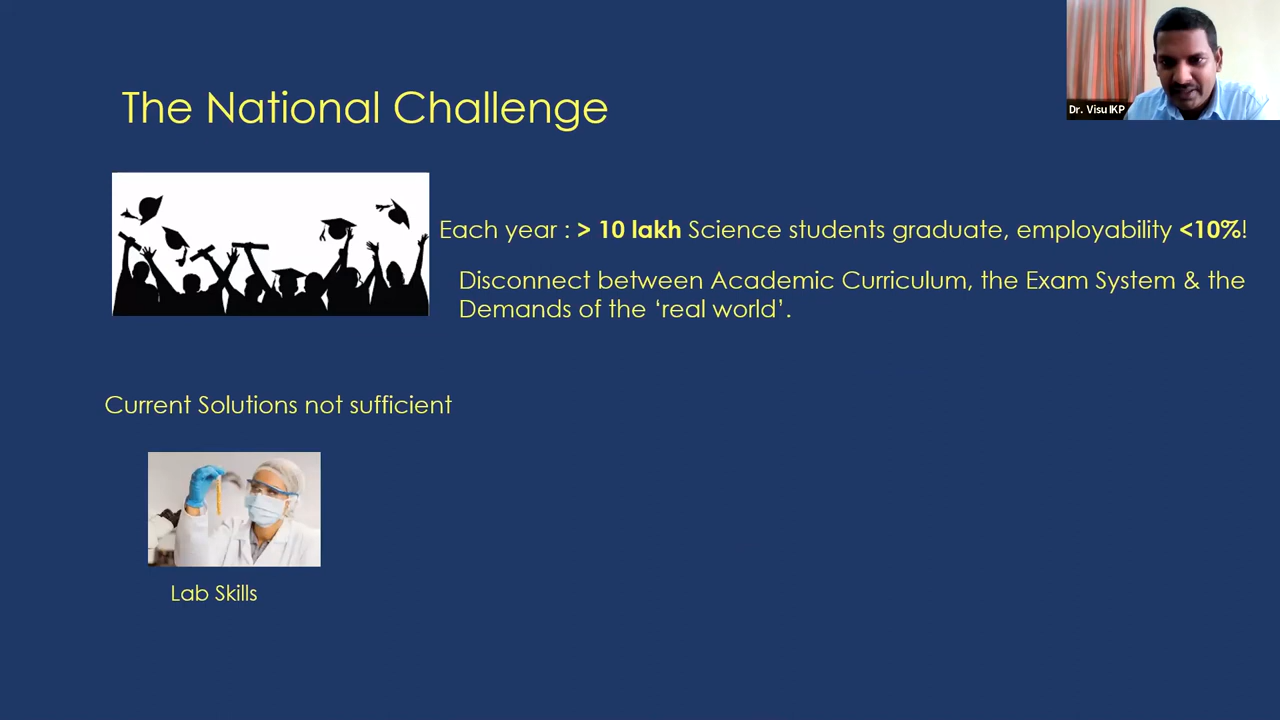 Dr. Visu IKP
The National Challenge
Each year : > 10 lakh Science students graduate, employability <10%!
Disconnect between Academic Curriculum, the Exam System & the
Demands of the ‘real world’.
Current Solutions not sufficient
Lab Skills